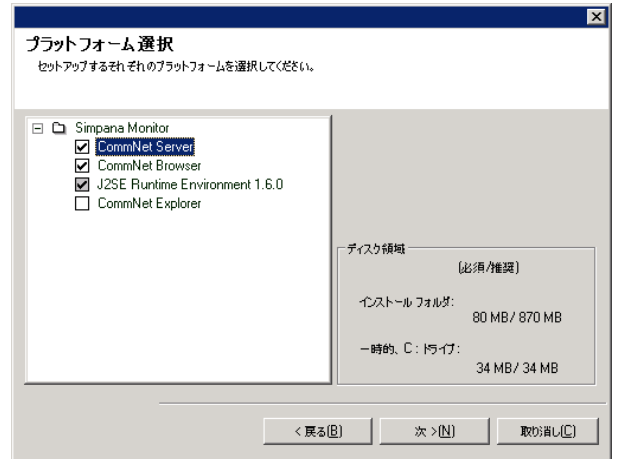 プラットフォーム選択
セットアップするそれぞれのプラットフォームを選択してください。
Simpana Monitor
CommNet Server
CommNet Browser
J2SE Runtime Environment 1.6.0
CommNet Explorer
ディスク領域
(必須/推奨)
インストール フォルダ:
80 MB/ 870 MB
一時的、C : ドライブ:
34 MB/ 34 MB
< 戻る(B)
次 >(N)
取り消し(C)